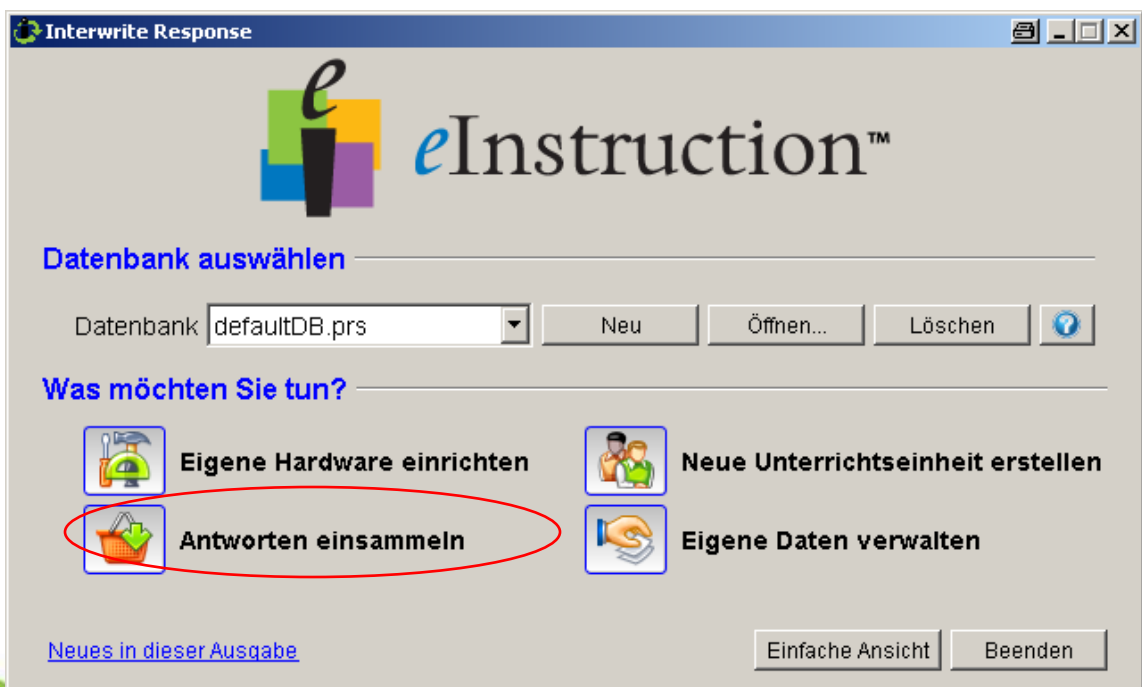 Interwrite Response
eInstruction™
Datenbank auswählen
Datenbank defaultDB.prs Neu Öffnen... Löschen
Was möchten Sie tun?
Eigene Hardware einrichten Neue Unterrichtseinheit erstellen
Antworten einsammeln Eigene Daten verwalten
Neues in dieser Ausgabe Einfache Ansicht Beenden